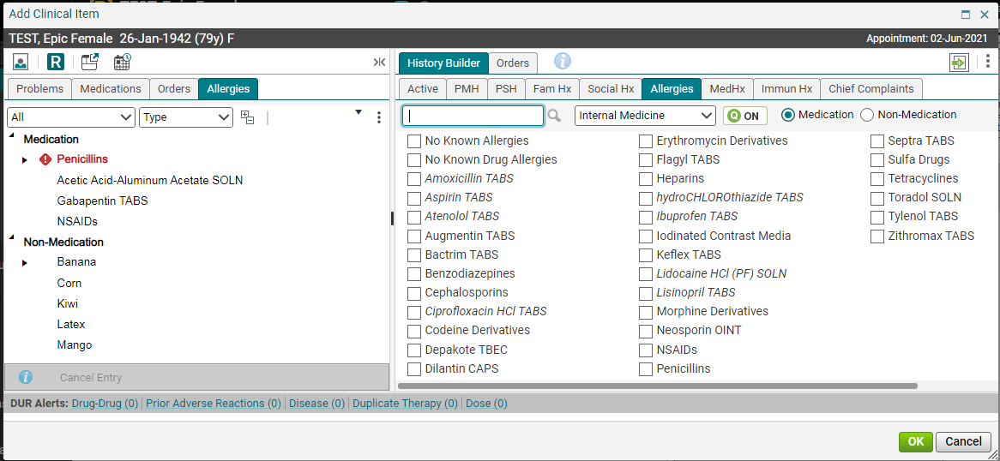 Add Clinical Item
TEST, Epic Female 26-Jan-1942 (79y) F
Appointment: 02-Jun-2021
R
Problems
Medications
Orders
Allergies
All
Type
Medication
Penicillins
Acetic Acid-Aluminum Acetate SOLN
Gabapentin TABS
NSAIDs
Non-Medication
Banana
Corn
Kiwi
Latex
Mango
Cancel Entry
History Builder
Orders
Active
PMH
PSH
Fam Hx
Social Hx
Allergies
MedHx
Immun Hx
Chief Complaints
Internal Medicine
Q ON
Medication
Non-Medication
No Known Allergies
No Known Drug Allergies
Amoxicillin TABS
Aspirin TABS
Atenolol TABS
Augmentin TABS
Bactrim TABS
Benzodiazepines
Cephalosporins
Ciprofloxacin HCl TABS
Codeine Derivatives
Depakote TBEC
Dilantin CAPS
Erythromycin Derivatives
Flagyl TABS
Heparins
hydroCHLOROthiazide TABS
Ibuprofen TABS
Iodinated Contrast Media
Keflex TABS
Lidocaine HCl (PF) SOLN
Lisinopril TABS
Morphine Derivatives
Neosporin OINT
NSAIDs
Penicillins
Septra TABS
Sulfa Drugs
Tetracyclines
Toradol SOLN
Tylenol TABS
Zithromax TABS
DUR Alerts: Drug-Drug (0) Prior Adverse Reactions (0) Disease (0) Duplicate Therapy (0) Dose (0)
OK
Cancel